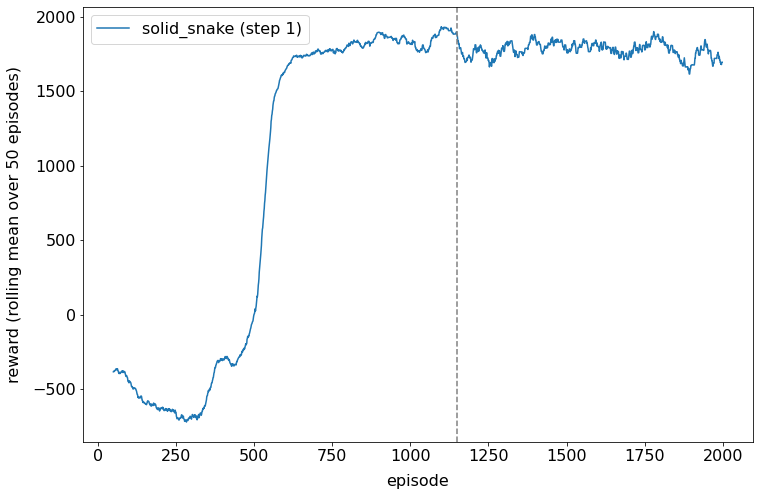 solid_snake (step 1)
reward (rolling mean over 50 episodes)
2000
1500
1000
500
0
−500
0 250 500 750 1000 1250 1500 1750 2000
episode